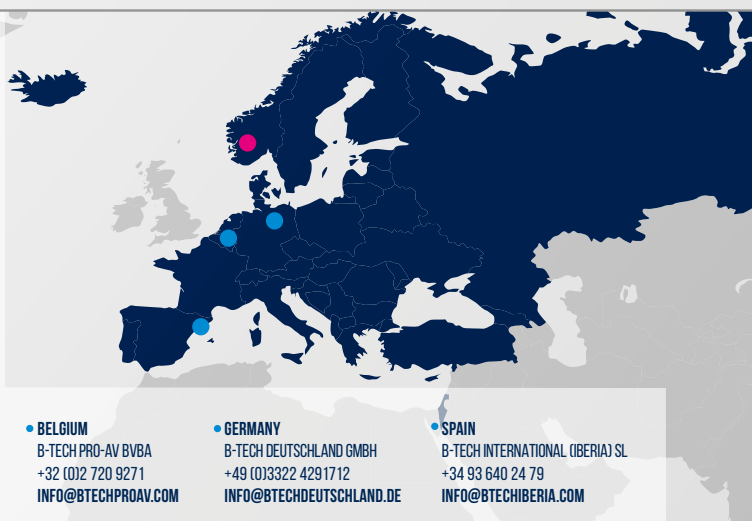 BELGIUM
B-TECH PRO-AV BVBA
+32 (0)2 720 9271
INFO@BTECHPROAV.COM
GERMANY
B-TECH DEUTSCHLAND GMBH
+49 (0)3322 4291712
INFO@BTECHDEUTSCHLAND.DE
SPAIN
B-TECH INTERNATIONAL (IBERIA) SL
+34 93 640 24 79
INFO@BTECHIBERIA.COM